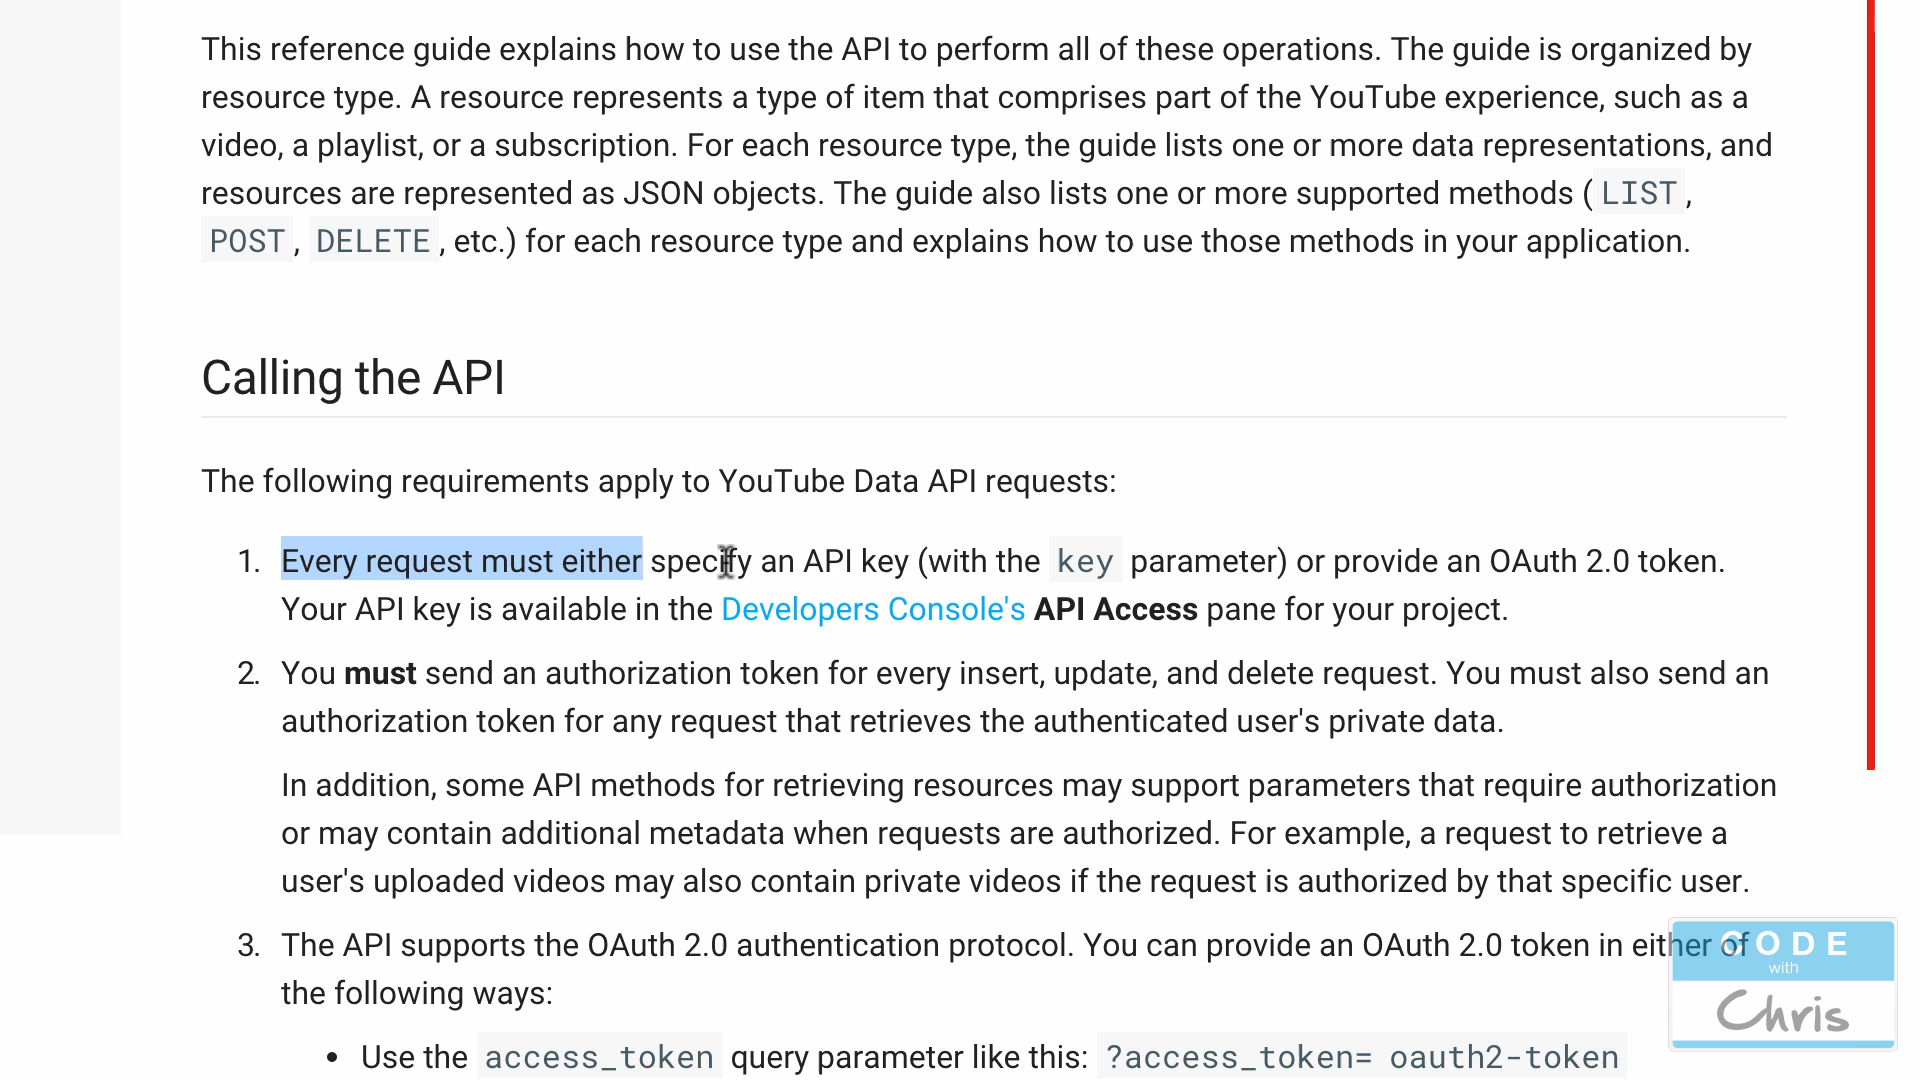 This reference guide explains how to use the API to perform all of these operations. The guide is organized by
resource type. A resource represents a type of item that comprises part of the YouTube experience, such as a
video, a playlist, or a subscription. For each resource type, the guide lists one or more data representations, and
resources are represented as JSON objects. The guide also lists one or more supported methods ( LIST ,
POST , DELETE , etc.) for each resource type and explains how to use those methods in your application.
Calling the API
The following requirements apply to YouTube Data API requests:
1. Every request must either specify an API key (with the key parameter) or provide an OAuth 2.0 token.
Your API key is available in the Developers Console's API Access pane for your project.
2. You must send an authorization token for every insert, update, and delete request. You must also send an
authorization token for any request that retrieves the authenticated user's private data.
In addition, some API methods for retrieving resources may support parameters that require authorization
or may contain additional metadata when requests are authorized. For example, a request to retrieve a
user's uploaded videos may also contain private videos if the request is authorized by that specific user.
3. The API supports the OAuth 2.0 authentication protocol. You can provide an OAuth 2.0 token in either of
the following ways:
• Use the access_token query parameter like this: ?access_token= oauth2-token
CODE
with
Chris